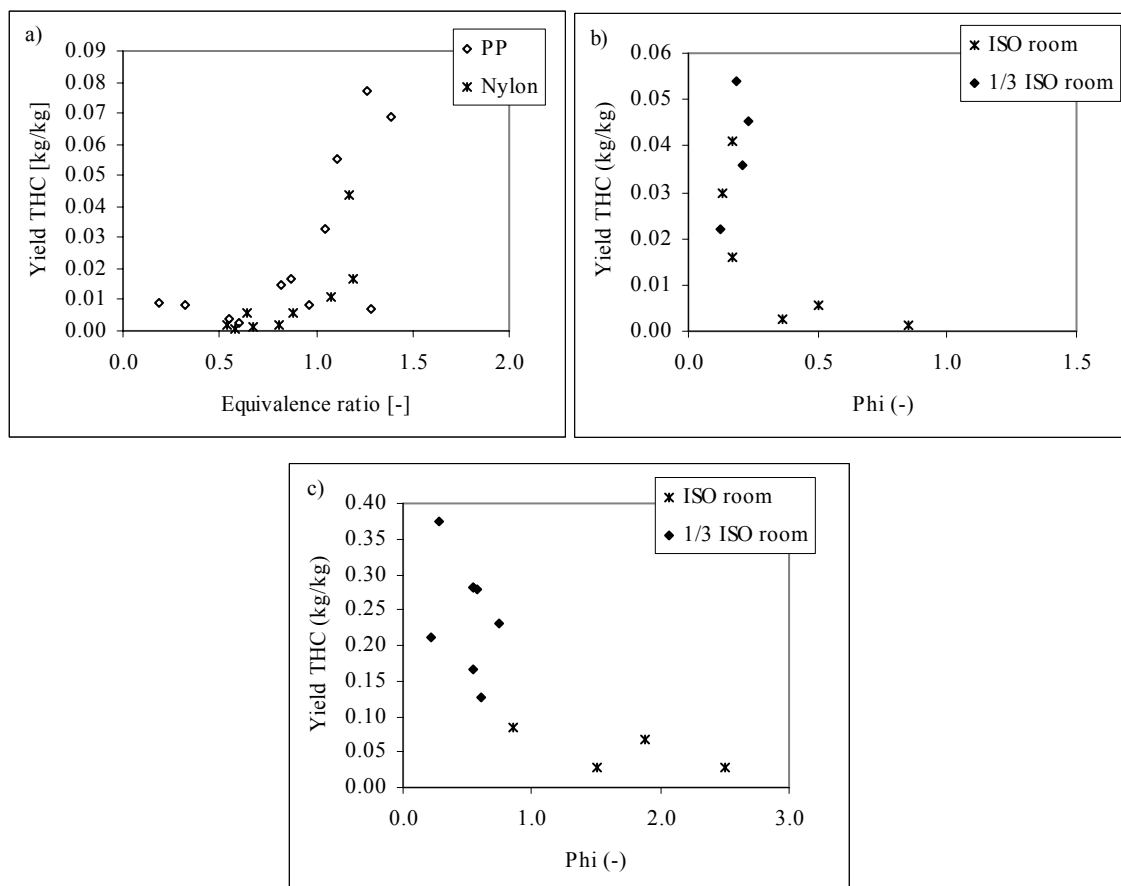 a)
PP
Nylon
Yield THC [kg/kg]
0.09
0.08
0.07
0.06
0.05
0.04
0.03
0.02
0.01
0.00
0.0 0.5 1.0 1.5 2.0
Equivalence ratio [-]
b)
ISO room
1/3 ISO room
Yield THC (kg/kg)
0.06
0.05
0.04
0.03
0.02
0.01
0.00
0.0 0.5 1.0 1.5
Phi (-)
c)
ISO room
1/3 ISO room
Yield THC (kg/kg)
0.40
0.35
0.30
0.25
0.20
0.15
0.10
0.05
0.00
0.0 1.0 2.0 3.0
Phi (-)